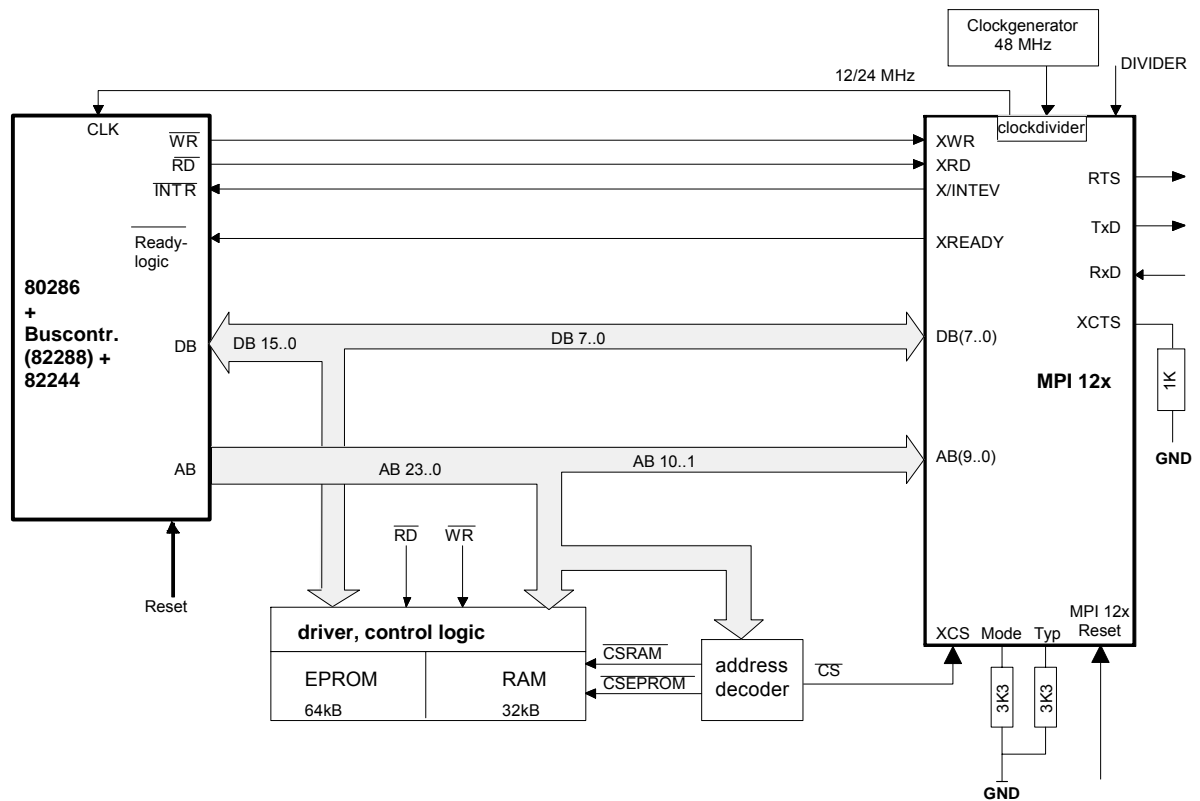 Clockgenerator
48 MHz
12/24 MHz
DIVIDER
CLK
clockdivider
WR
XWR
RD
XRD
RTS
INTR
X/INTEV
TxD
Ready-
logic
XREADY
RxD
80286
+
Buscontr.
(82288) +
82244
XCTS
DB
DB 15..0
DB 7..0
DB(7..0)
MPI 12x
1K
AB
AB 23..0
AB 10..1
AB(9..0)
GND
RD
WR
Reset
driver, control logic
EPROM
64kB
RAM
32kB
CSRAM
CSEPROM
address
decoder
CS
XCS
Mode
Typ
MPI 12x
Reset
3K3
3K3
GND